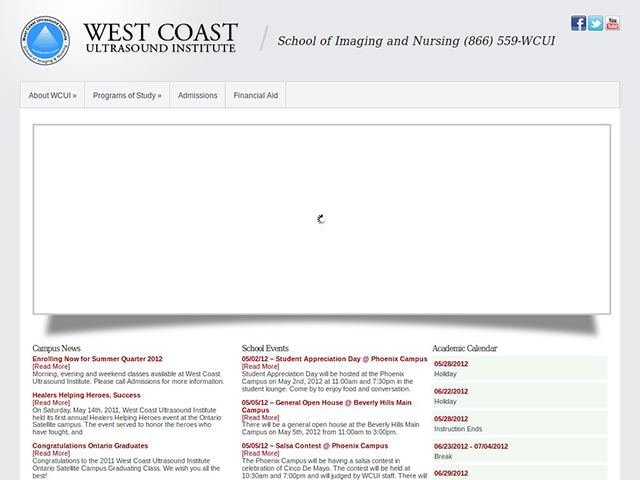 WEST COAST
ULTRASOUND INSTITUTE
School of Imaging and Nursing (866) 559-WCUI
About WCUI »
Programs of Study »
Admissions
Financial Aid
Campus News
Enrolling Now for Summer Quarter 2012
[Read More]
Morning, evening and weekend classes available at West Coast
Ultrasound Institute. Please call Admissions for more information.
Healers Helping Heroes, Success
[Read More]
On Saturday, May 14th, 2011, West Coast Ultrasound Institute
held its first annual Healers Helping Heroes event at the Ontario
Satellite campus. The event served to honor the heroes who
have fought, and
Congratulations Ontario Graduates
[Read More]
Congratulations to the 2011 West Coast Ultrasound Institute
Ontario Satellite Campus Graduating Class. We wish you all the
best!
School Events
05/02/12 – Student Appreciation Day @ Phoenix Campus
[Read More]
Student Appreciation Day will be hosted at the Phoenix
Campus on May 2nd, 2012 at 11:00am and 7:30pm in the
student lounge. Come by to enjoy food and conversation.
05/05/12 – General Open House @ Beverly Hills Main
Campus
[Read More]
There will be a general open house at the Beverly Hills Main
Campus on May 5th, 2012 from 11:00am to 3:00pm.
05/05/12 – Salsa Contest @ Phoenix Campus
[Read More]
The Phoenix Campus will be having a salsa contest in
celebration of Cinco De Mayo. The contest will be held at
10:30am and 7:00pm and will judged by WCUI staff. There will
Academic Calendar
05/28/2012
Holiday
06/22/2012
Holiday
05/28/2012
Instruction Ends
06/23/2012 - 07/04/2012
Break
06/29/2012